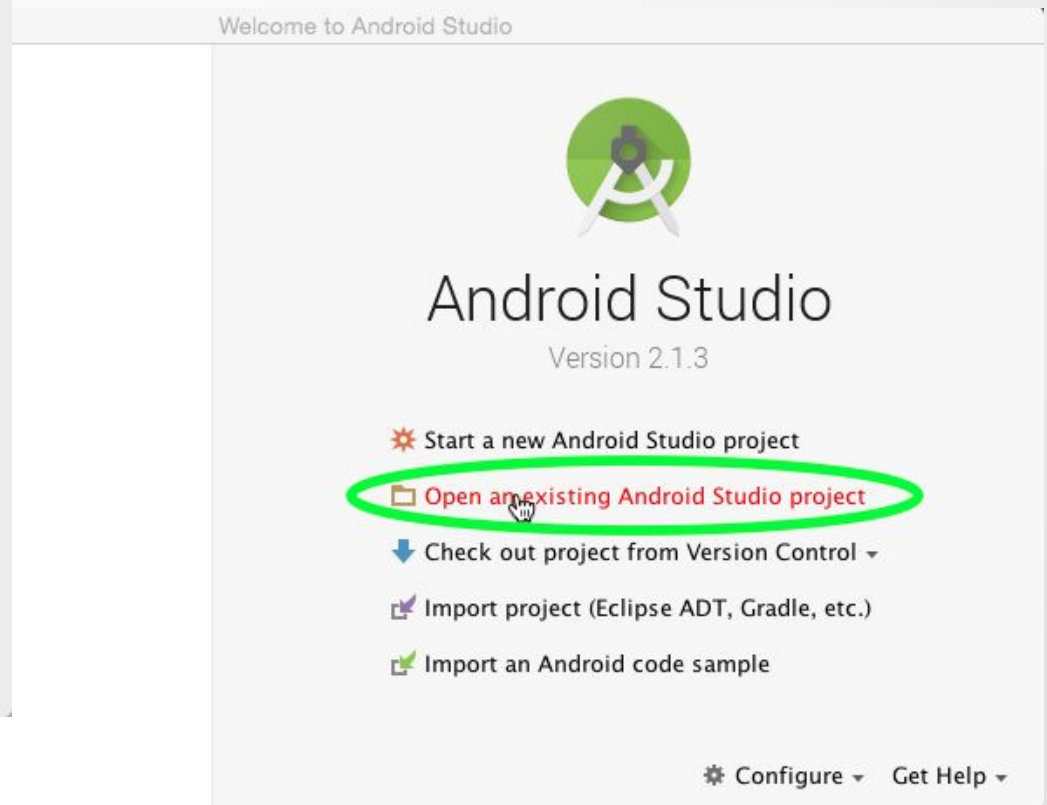 Welcome to Android Studio
Android Studio
Version 2.1.3
Start a new Android Studio project
Open an existing Android Studio project
Check out project from Version Control
Import project (Eclipse ADT, Gradle, etc.)
Import an Android code sample
Configure Get Help